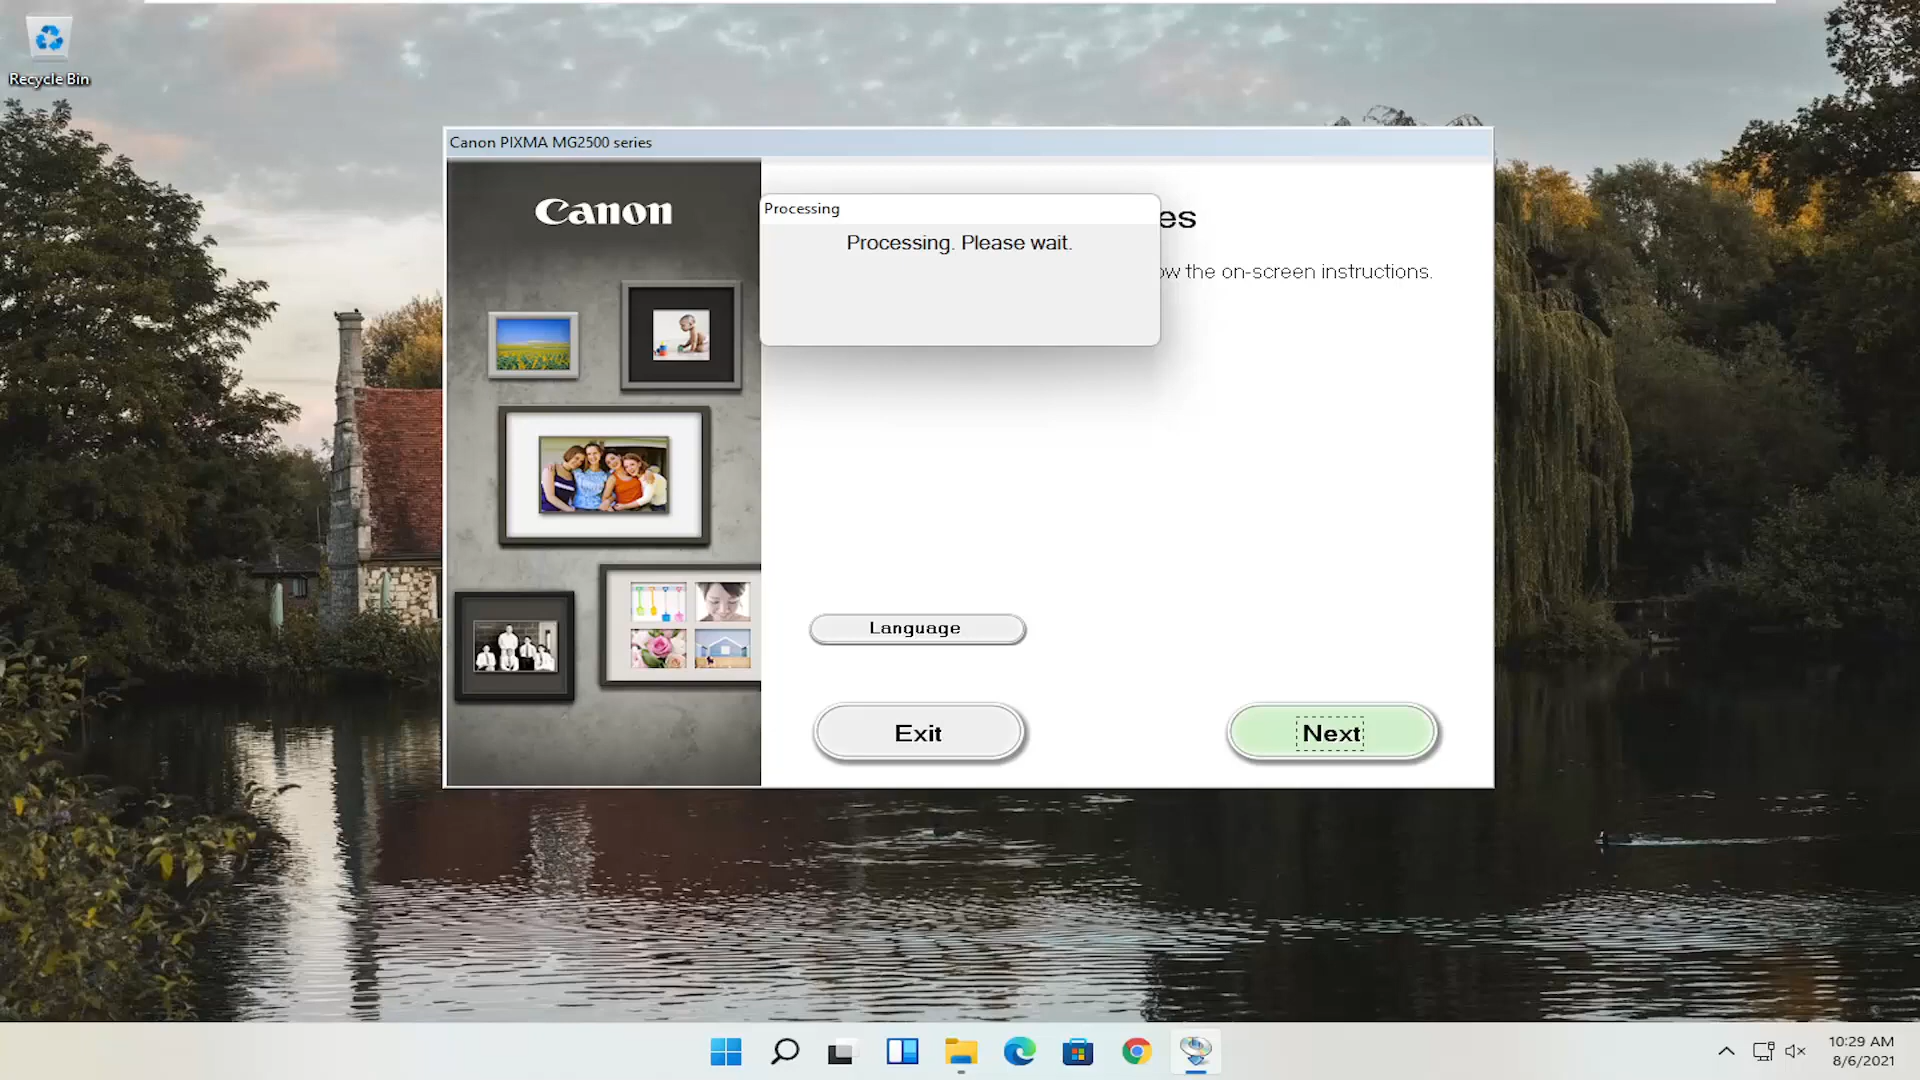 Recycle Bin
Canon PIXMA MG2500 series
Canon
Processing
Processing. Please wait.
es
ow the on-screen instructions.
Language
Exit
Next
10:29 AM
8/6/2021